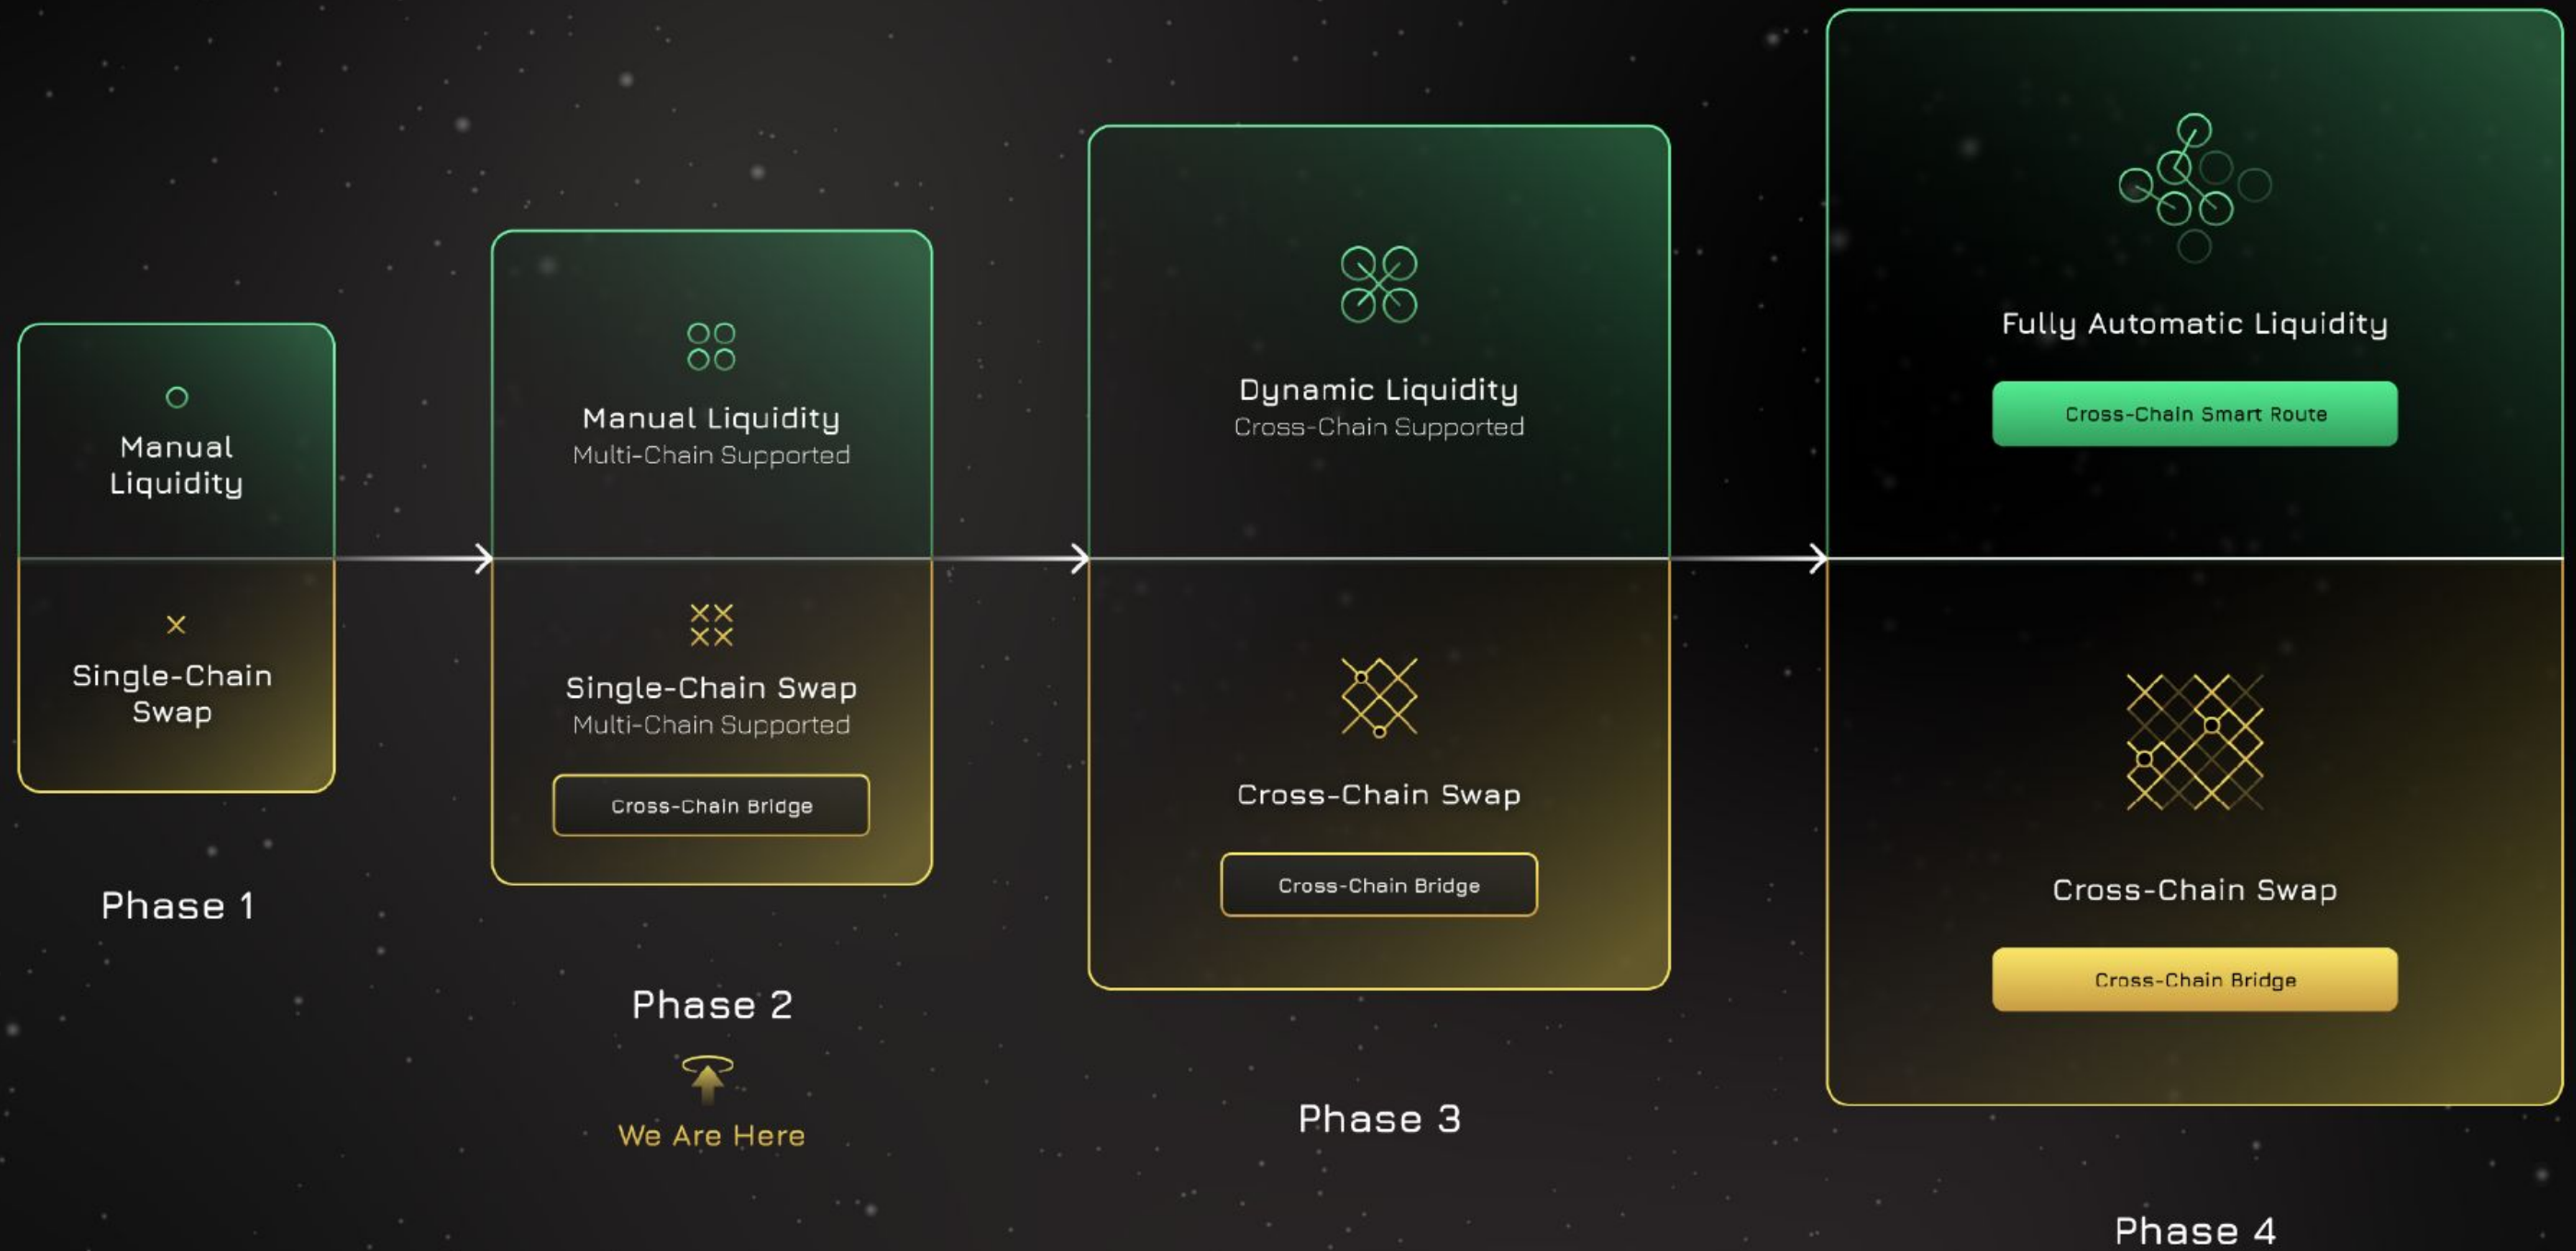 Manual
Liquidity
Single-Chain
Swap
Phase 1
Manual Liquidity
Multi-Chain Supported
Single-Chain Swap
Multi-Chain Supported
Cross-Chain Bridge
Phase 2
We Are Here
Dynamic Liquidity
Cross-Chain Supported
Cross-Chain Swap
Cross-Chain Bridge
Phase 3
Fully Automatic Liquidity
Cross-Chain Smart Route
Cross-Chain Swap
Cross-Chain Bridge
Phase 4